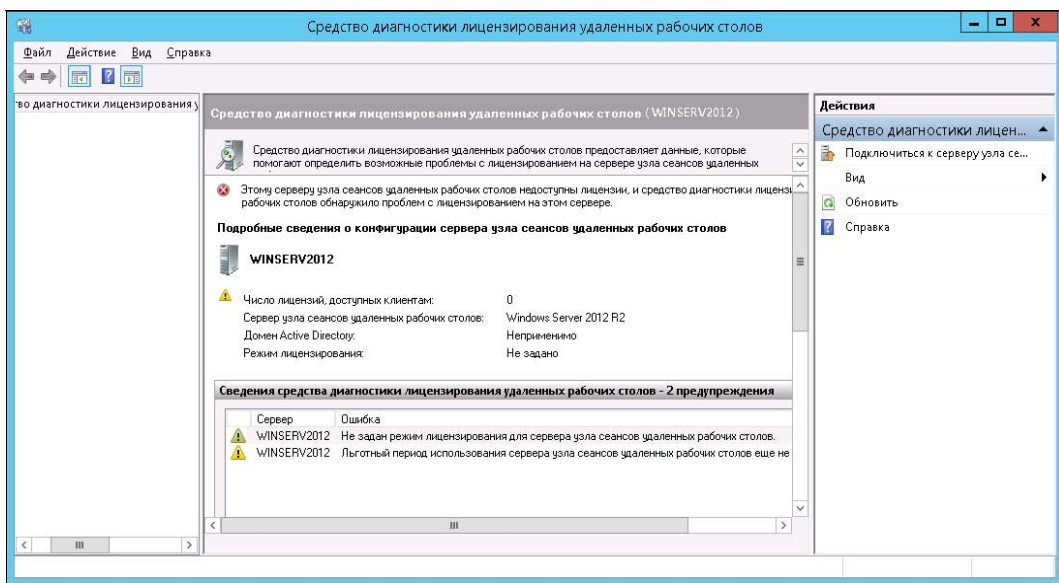 Средство диагностики лицензирования удаленных рабочих столов
Файл Действие Вид Справка
во диагностики лицензирования у
Средство диагностики лицензирования удаленных рабочих столов (WINSERV2012)
Средство диагностики лицензирования удаленных рабочих столов предоставляет данные, которые
помогают определить возможные проблемы с лицензированием на сервере узла сеансов удаленных
Этому серверу узла сеансов удаленных рабочих столов недоступны лицензии, и средство диагностики лицензи
рабочих столов обнаружило проблем с лицензированием на этом сервере.
Подробные сведения о конфигурации сервера узла сеансов удаленных рабочих столов
WINSERV2012
Число лицензий, доступных клиентам: 0
Сервер узла сеансов удаленных рабочих столов: Windows Server 2012 R2
Домен Active Directory: Неприменимо
Режим лицензирования: Не задано
Сведения средства диагностики лицензирования удаленных рабочих столов - 2 предупреждения
Сервер Ошибка
WINSERV2012 Не задан режим лицензирования для сервера узла сеансов удаленных рабочих столов.
WINSERV2012 Льготный период использования сервера узла сеансов удаленных рабочих столов еще не
Действия
Средство диагностики лицен...
Подключиться к серверу узла се...
Вид
Обновить
Справка